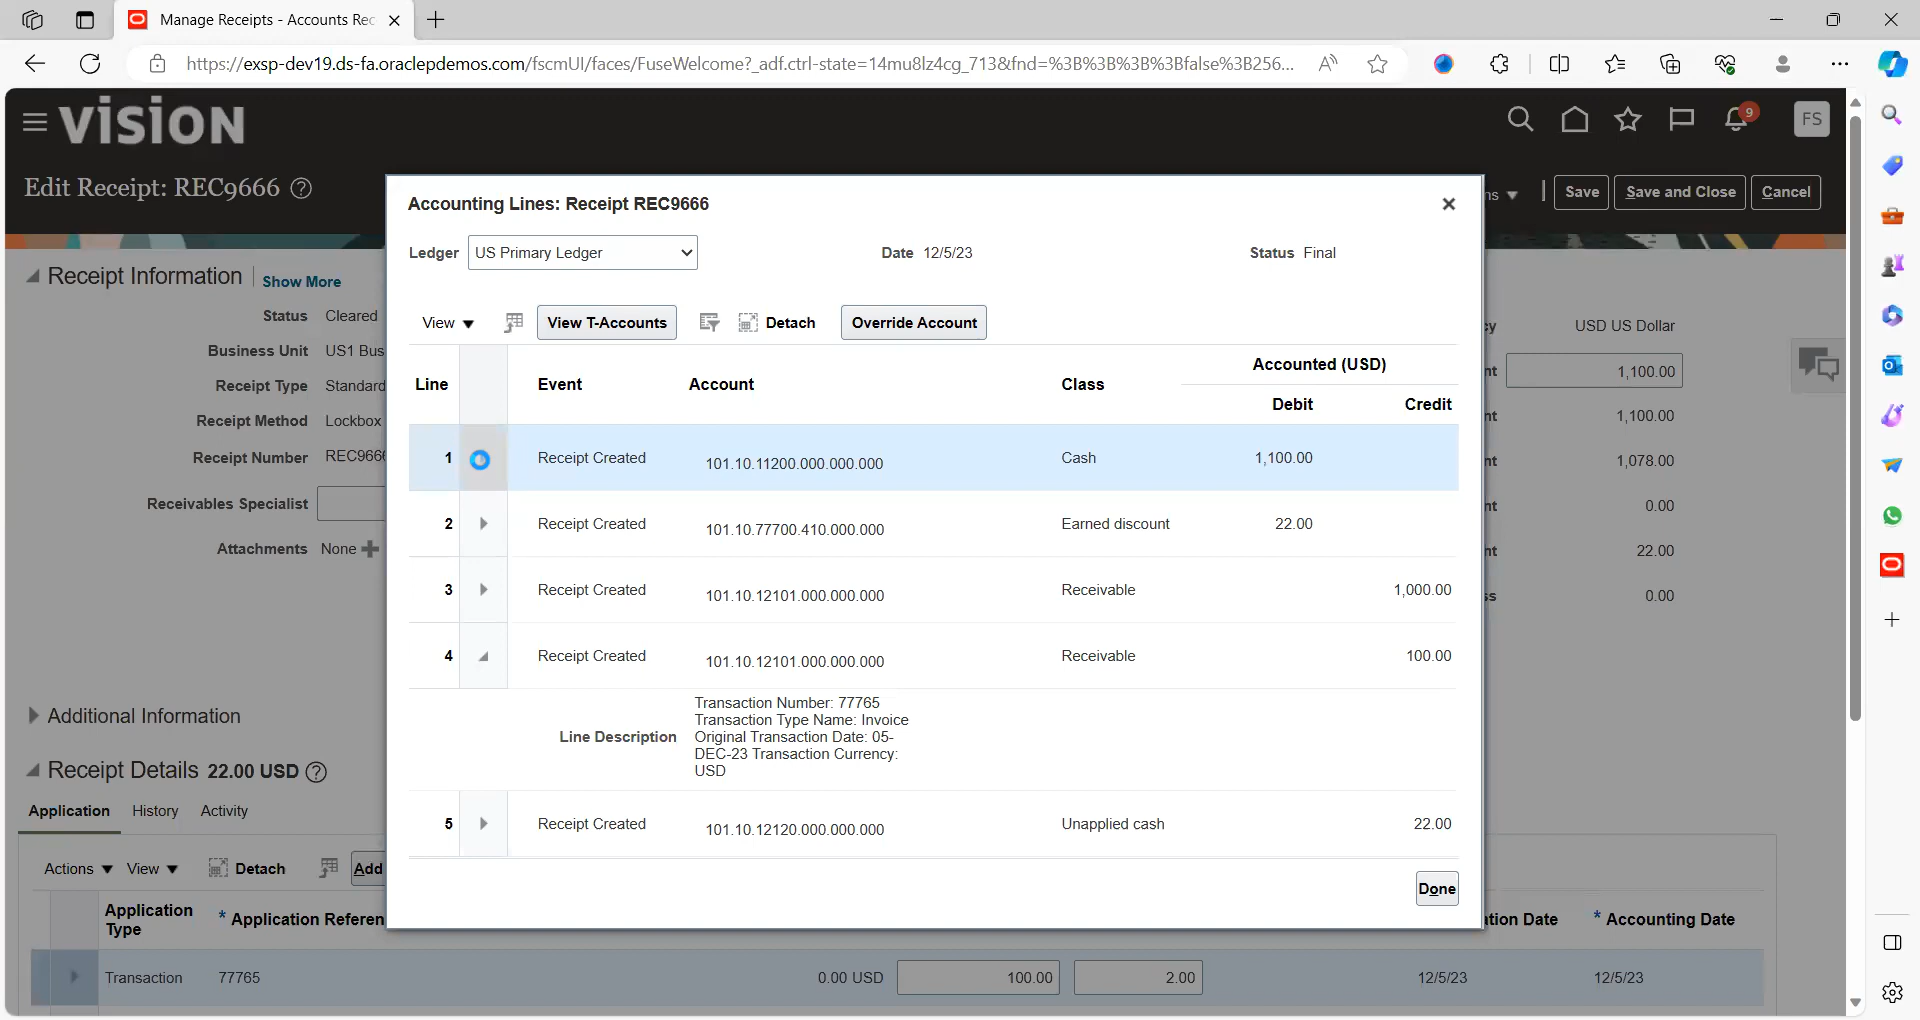 Manage Receipts - Accounts Rec
https://exsp-dev19.ds-fa.oraclepdemos.com/fscmUI/faces/FuseWelcome?_adf.ctrl-state=14mu8lz4cg_713&fnd=%3B%3B%3B%3Bfalse%3B256...
VISION
9
FS
Edit Receipt: REC9666
Save
Save and Close
Cancel
Receipt Information
Show More
Status Cleared
Business Unit US1 Bus
Receipt Type Standard
Receipt Method Lockbox
Receipt Number REC966
Receivables Specialist
Attachments None
USD US Dollar
1,100.00
1,100.00
1,078.00
0.00
22.00
0.00
Accounting Lines: Receipt REC9666
Ledger US Primary Ledger
Date 12/5/23
Status Final
View
View T-Accounts
Detach
Override Account
Line Event Account Class Accounted (USD)
Debit Credit
1 Receipt Created 101.10.11200.000.000.000 Cash 1,100.00
2 Receipt Created 101.10.77700.410.000.000 Earned discount 22.00
3 Receipt Created 101.10.12101.000.000.000 Receivable 1,000.00
4 Receipt Created 101.10.12101.000.000.000 Receivable 100.00
Line Description
Transaction Number: 77765
Transaction Type Name: Invoice
Original Transaction Date: 05-
DEC-23 Transaction Currency:
USD
5 Receipt Created 101.10.12120.000.000.000 Unapplied cash 22.00
Done
Additional Information
Receipt Details 22.00 USD
Application History Activity
Actions View Detach Add
Application
Type
* Application Referen
tion Date
* Accounting Date
Transaction 77765 0.00 USD 100.00 2.00 12/5/23 12/5/23